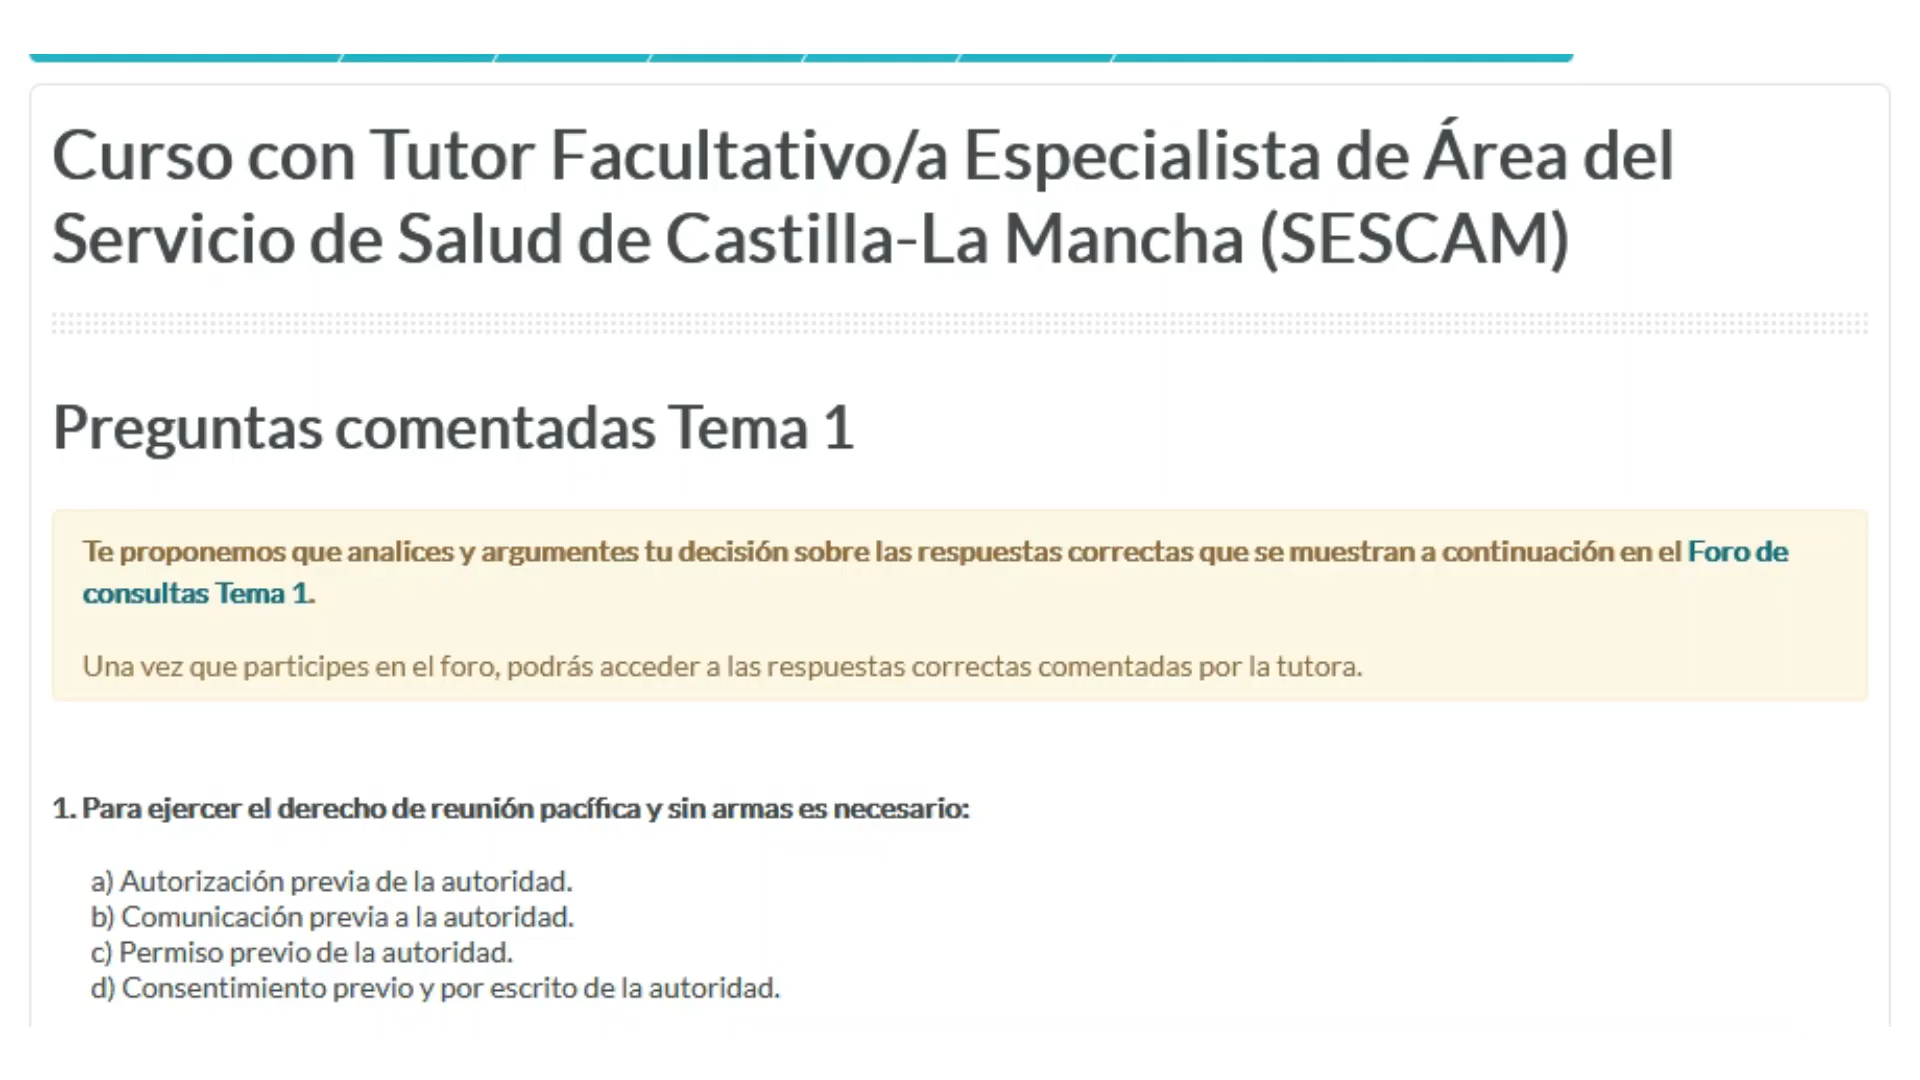 Curso con Tutor Facultativo/a Especialista de Área del
Servicio de Salud de Castilla-La Mancha (SESCAM)
Preguntas comentadas Tema 1
Te proponemos que analices y argumentes tu decisión sobre las respuestas correctas que se muestran a continuación en el Foro de
consultas Tema 1.
Una vez que participes en el foro, podrás acceder a las respuestas correctas comentadas por la tutora.
1. Para ejercer el derecho de reunión pacífica y sin armas es necesario:
a) Autorización previa de la autoridad.
b) Comunicación previa a la autoridad.
c) Permiso previo de la autoridad.
d) Consentimiento previo y por escrito de la autoridad.